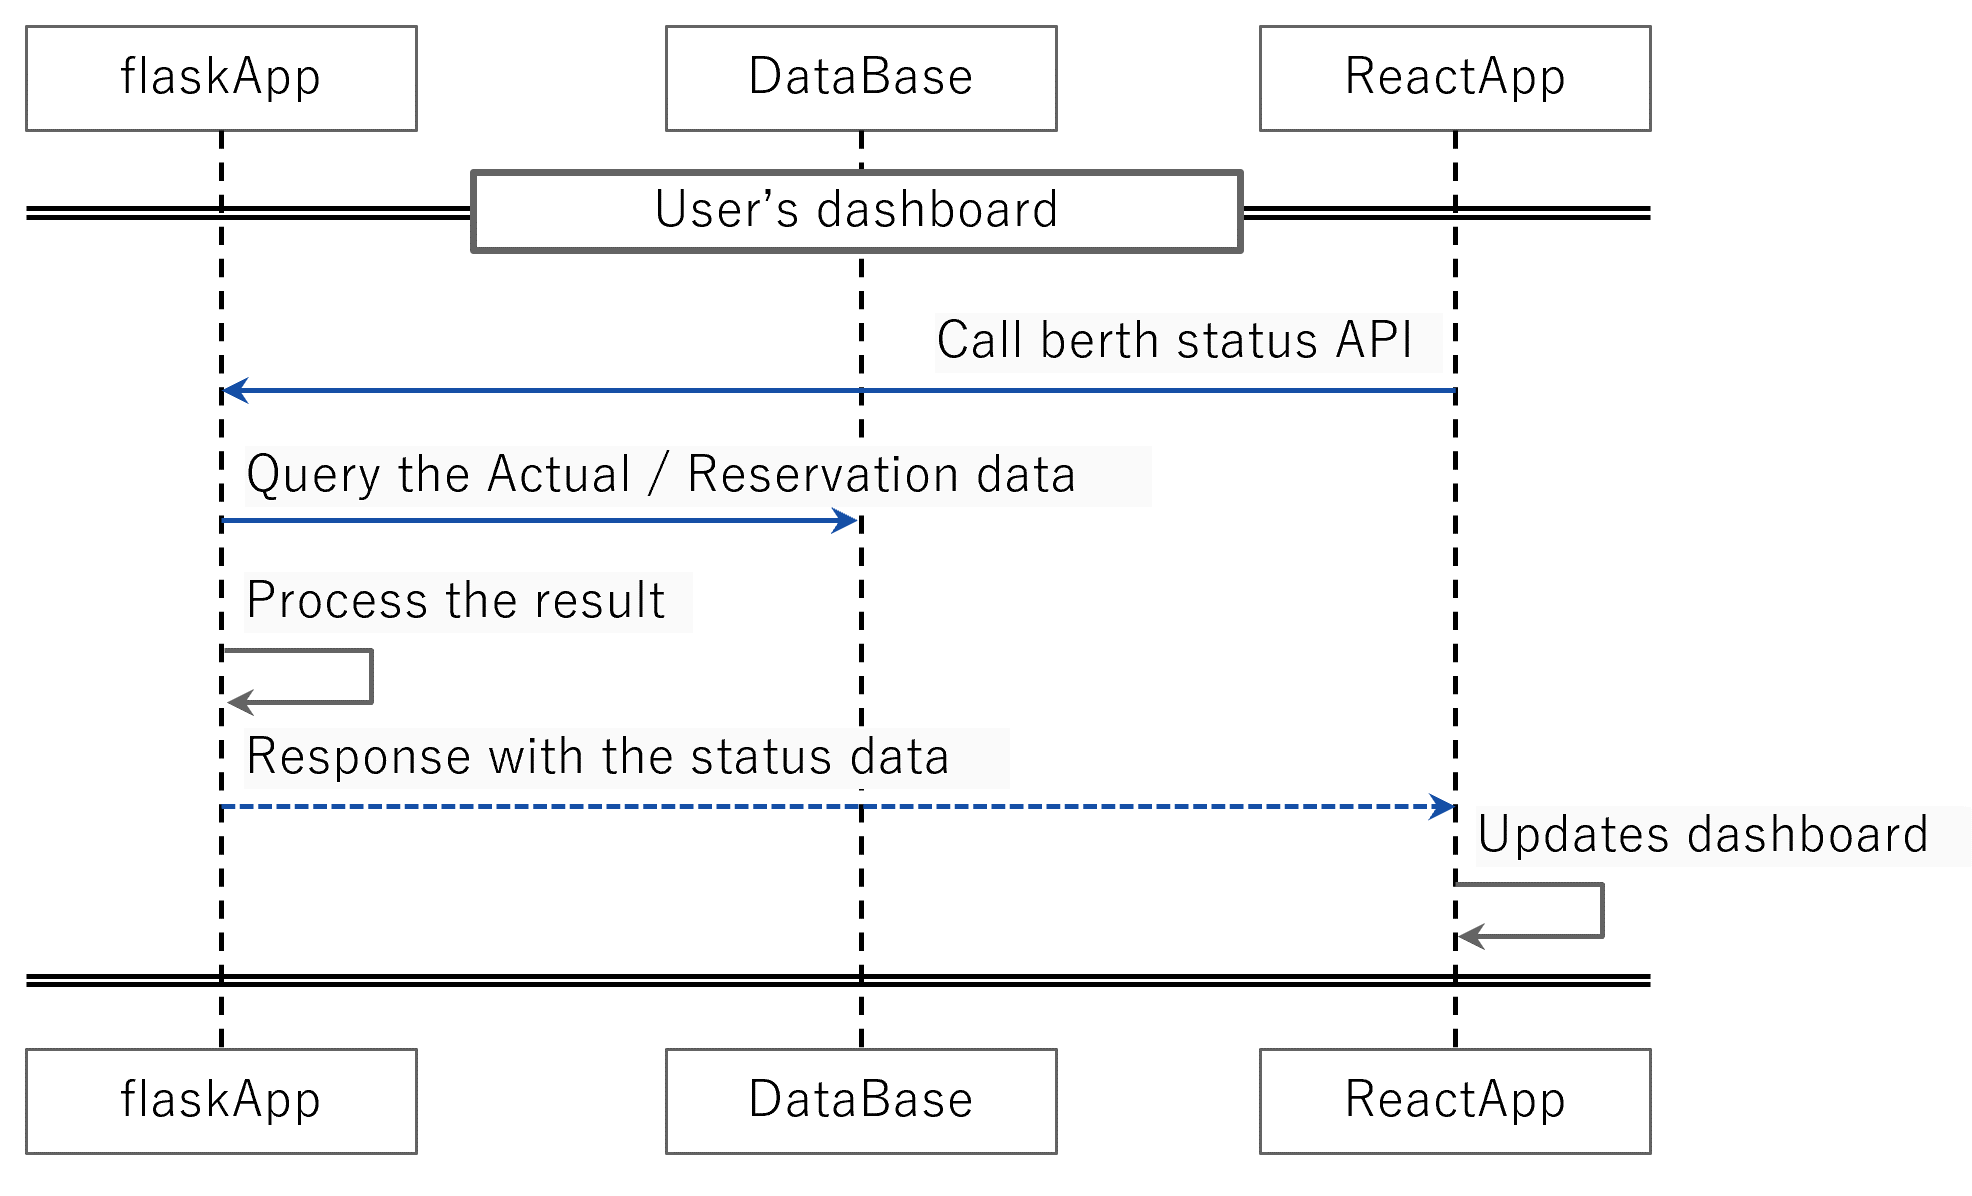 flaskApp
DataBase
ReactApp
User’s dashboard
Call berth status API
Query the Actual / Reservation data
Process the result
Response with the status data
Updates dashboard
flaskApp
DataBase
ReactApp